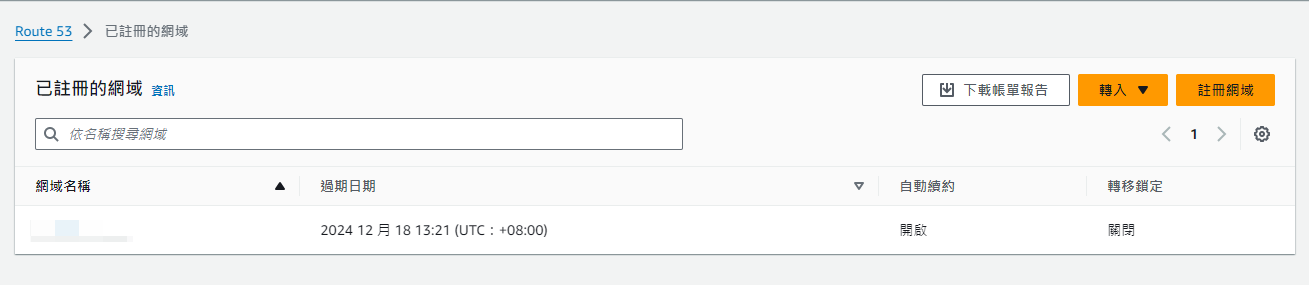 Route 53 > 已註冊的網域
已註冊的網域 資訊
下載帳單報告 轉入 註冊網域
依名稱搜尋網域
1
網域名稱 過期日期 自動續約 轉移鎖定
2024 12 月 18 13:21 (UTC：+08:00) 開啟 關閉